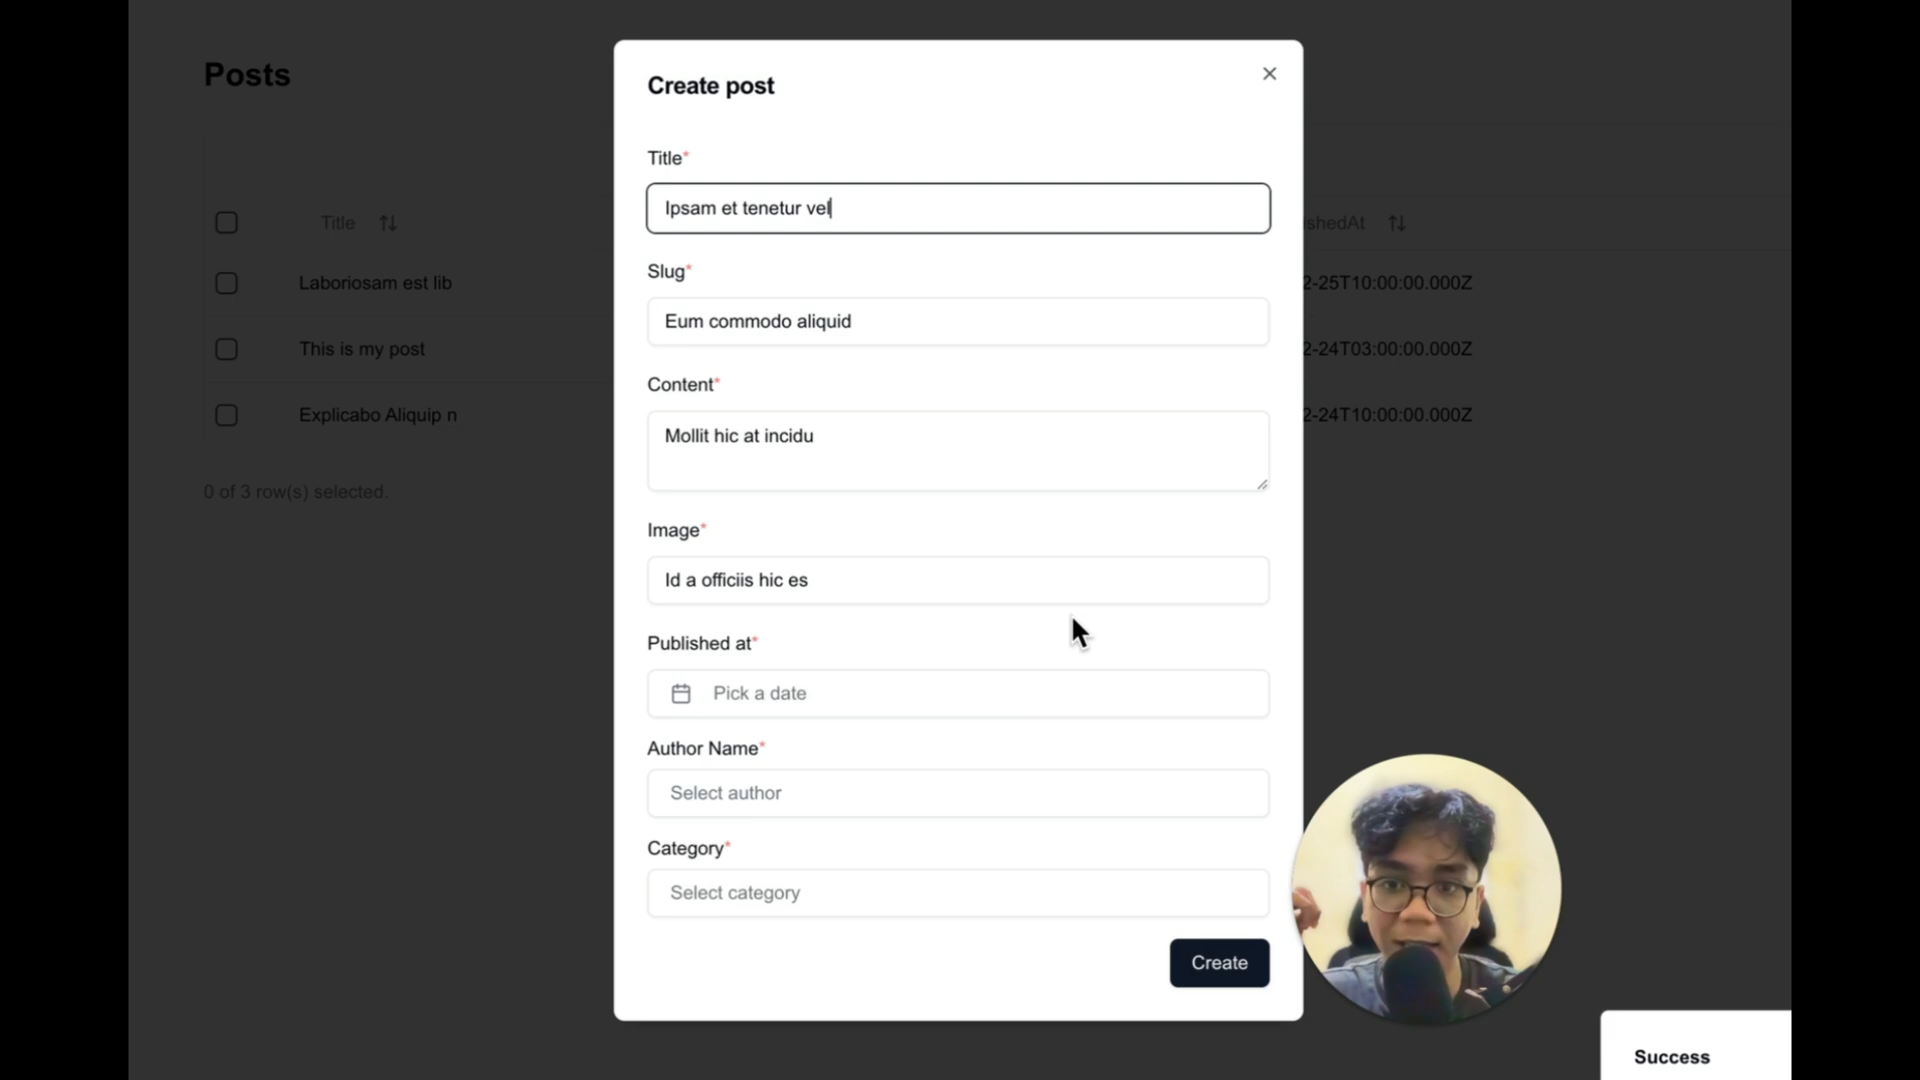 Posts
Title
shedAt
Laboriosam est lib
2-25T10:00:00.000Z
This is my post
2-24T03:00:00.000Z
Explicabo Aliquip n
2-24T10:00:00.000Z
0 of 3 row(s) selected.
Create post
Title*
Ipsam et tenetur vel
Slug*
Eum commodo aliquid
Content*
Mollit hic at incidu
Image*
Id a officiis hic es
Published at*
Pick a date
Author Name*
Select author
Category*
Select category
Create
Success